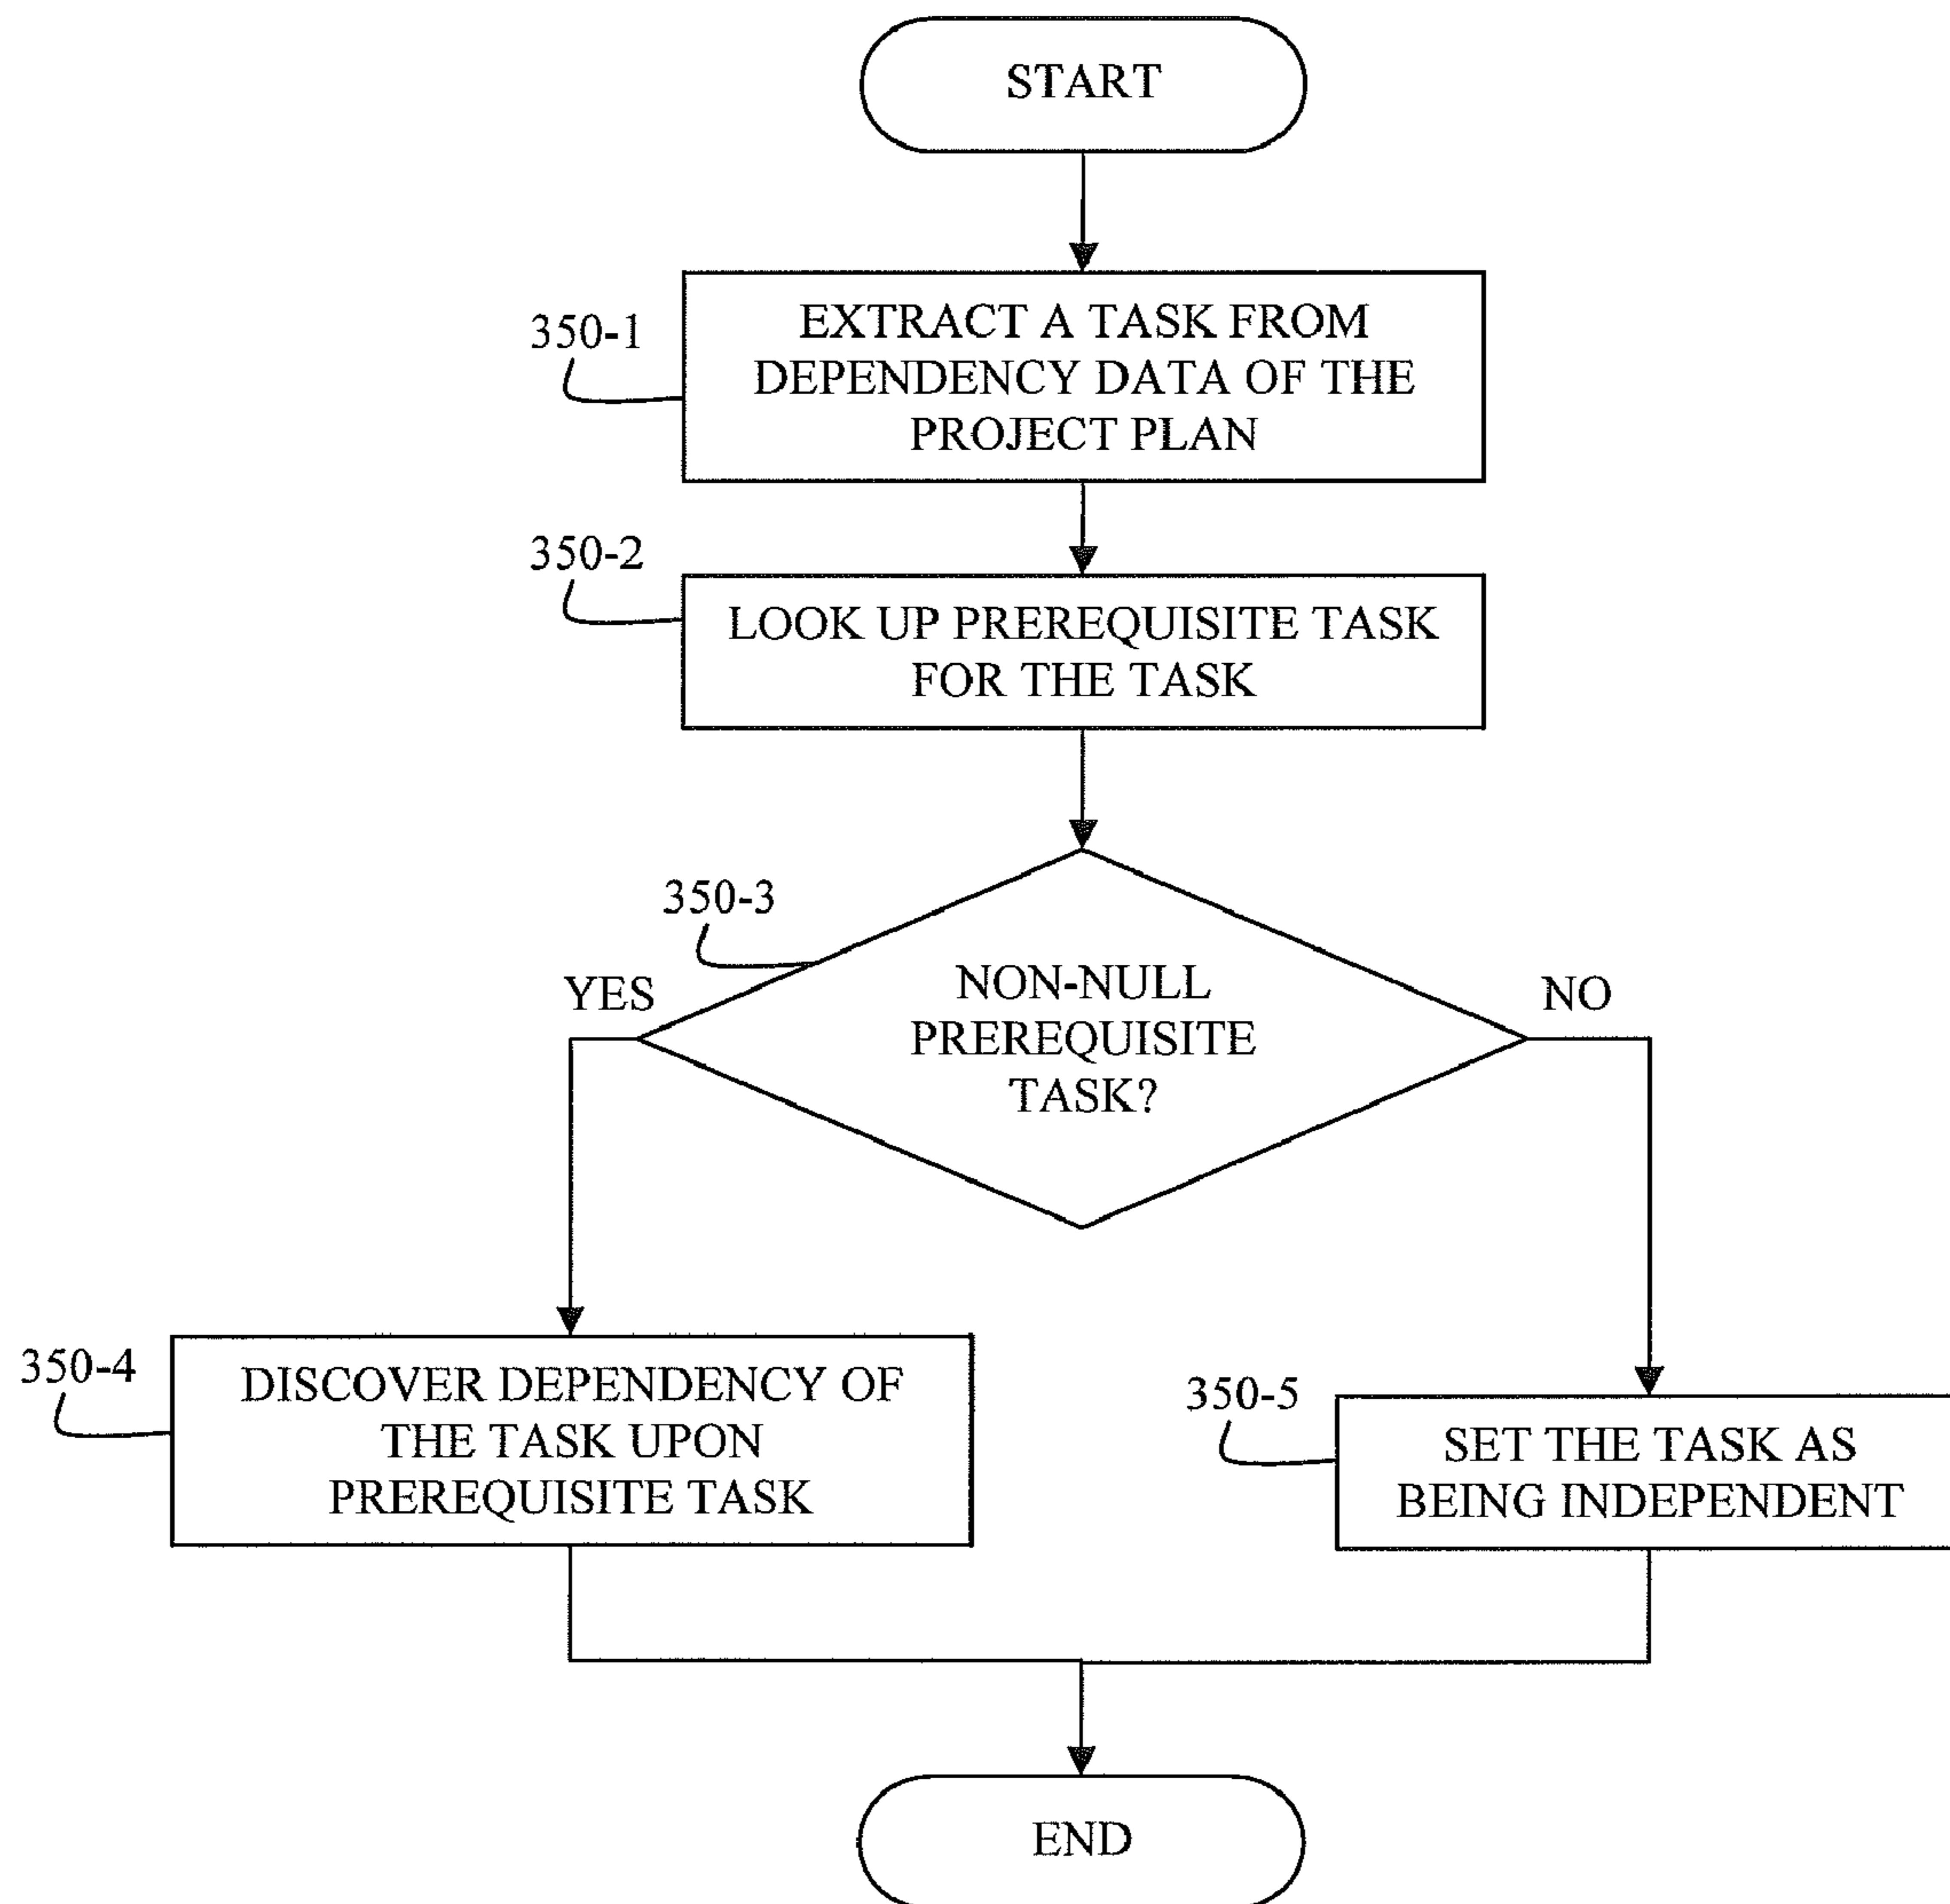 START
350-1
EXTRACT A TASK FROM
DEPENDENCY DATA OF THE
PROJECT PLAN
350-2
LOOK UP PREREQUISITE TASK
FOR THE TASK
350-3
YES
NON-NULL
PREREQUISITE
TASK?
NO
350-4
DISCOVER DEPENDENCY OF
THE TASK UPON
PREREQUISITE TASK
350-5
SET THE TASK AS
BEING INDEPENDENT
END